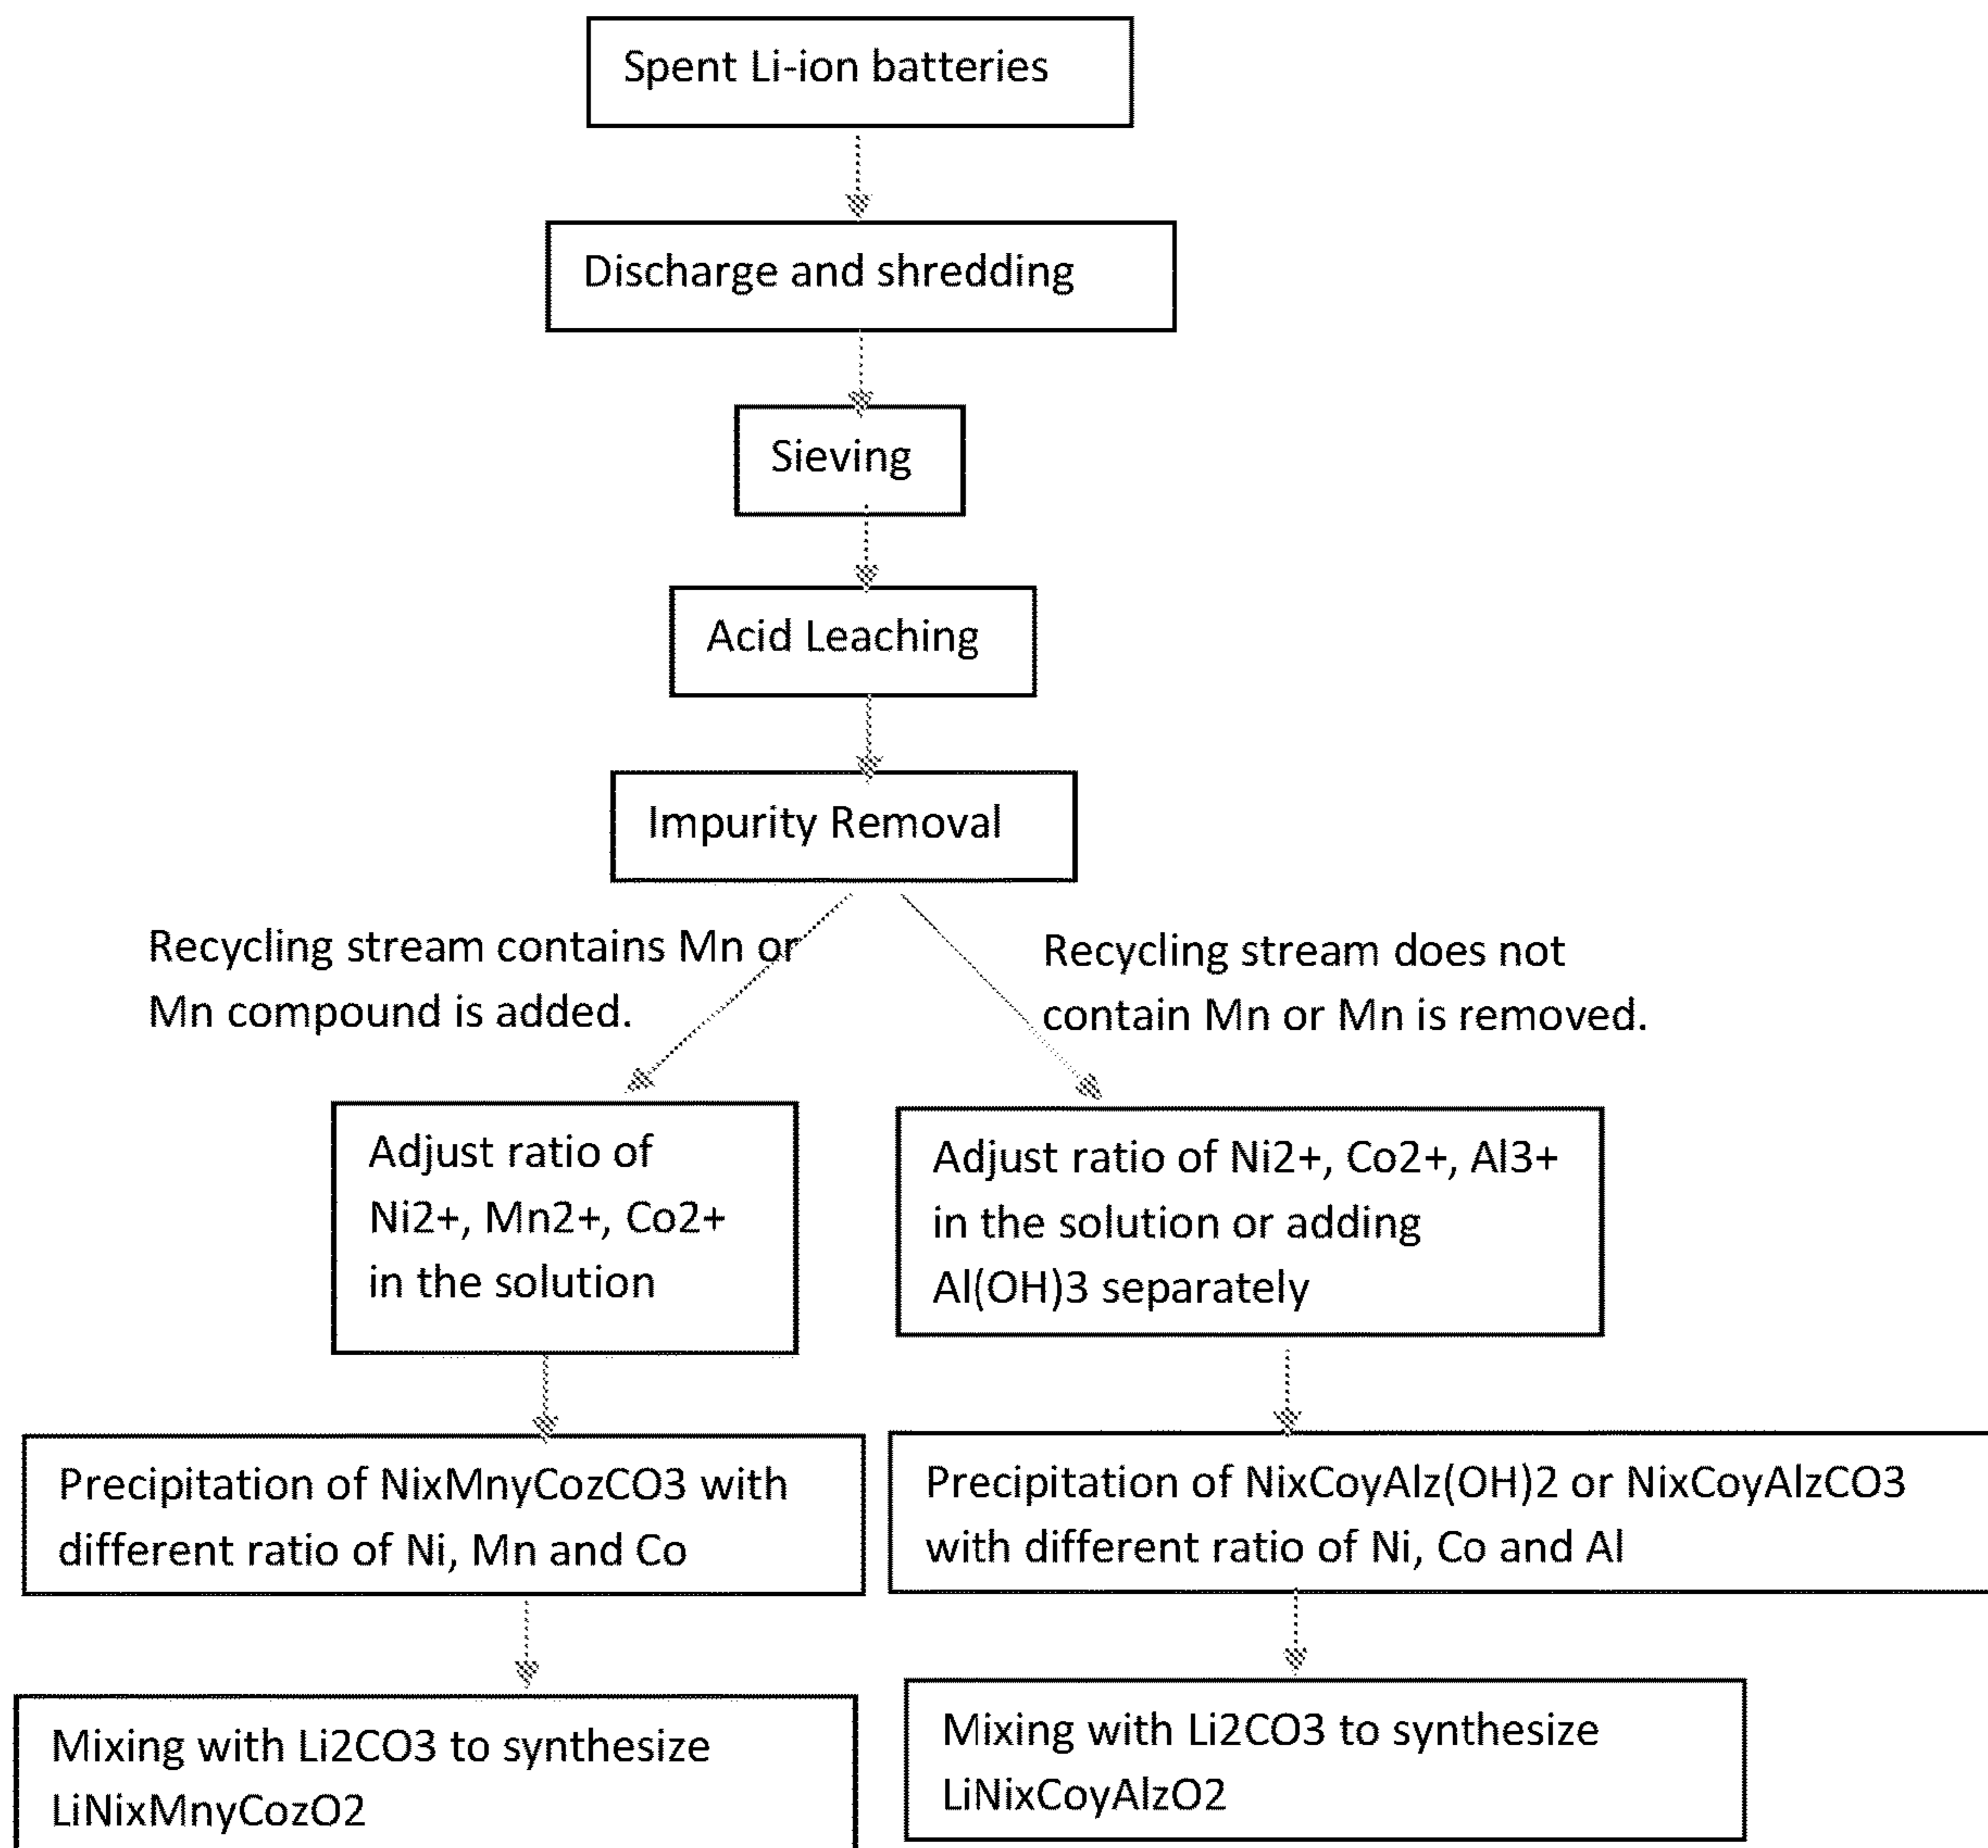 Spent Li-ion batteries
Discharge and shredding
Sieving
Acid Leaching
Impurity Removal
Recycling stream contains Mn or
Mn compound is added.
Recycling stream does not
contain Mn or Mn is removed.
Adjust ratio of
Ni2+, Mn2+, Co2+
in the solution
Adjust ratio of Ni2+, Co2+, Al3+
in the solution or adding
Al(OH)3 separately
Precipitation of NixMnyCozCO3 with
different ratio of Ni, Mn and Co
Precipitation of NixCoyAlz(OH)2 or NixCoyAlzCO3
with different ratio of Ni, Co and Al
Mixing with Li2CO3 to synthesize
LiNixMnyCozO2
Mixing with Li2CO3 to synthesize
LiNixCoyAlzO2